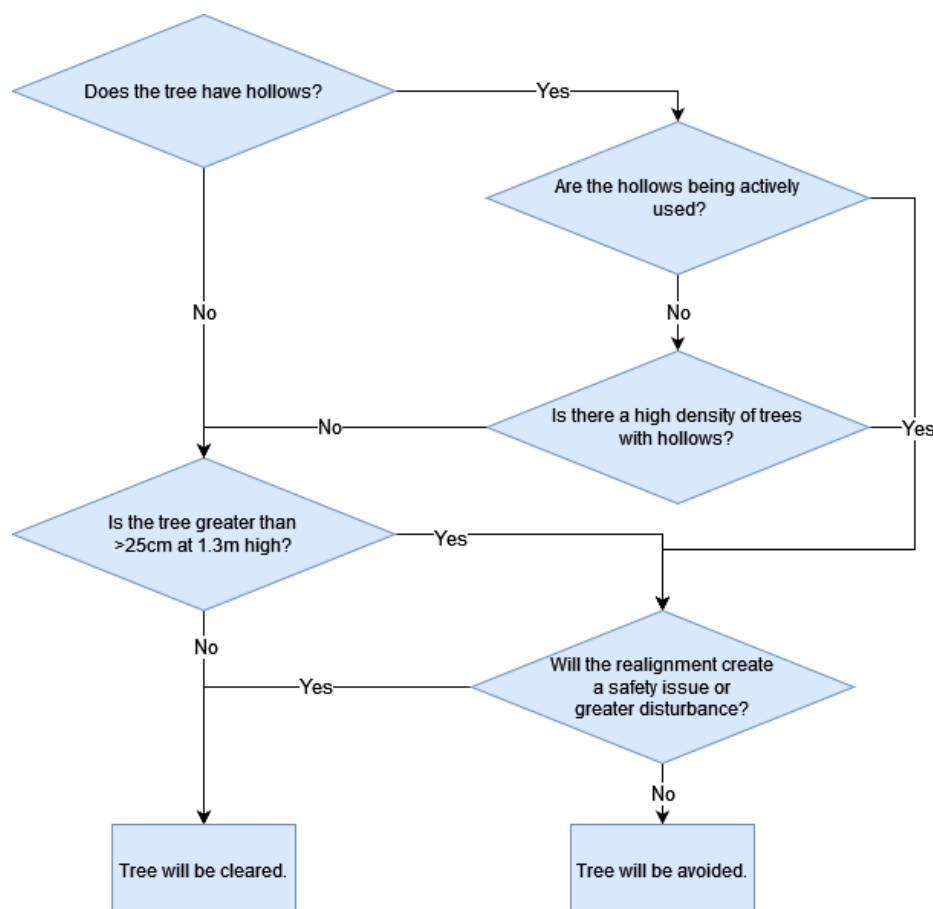 Does the tree have hollows?
Yes
Are the hollows being actively
used?
No
No
Is there a high density of trees
with hollows?
No
Yes
Is the tree greater than
>25cm at 1.3m high?
Yes
No
Will the realignment create
a safety issue or
greater disturbance?
Yes
No
Tree will be cleared.
Tree will be avoided.